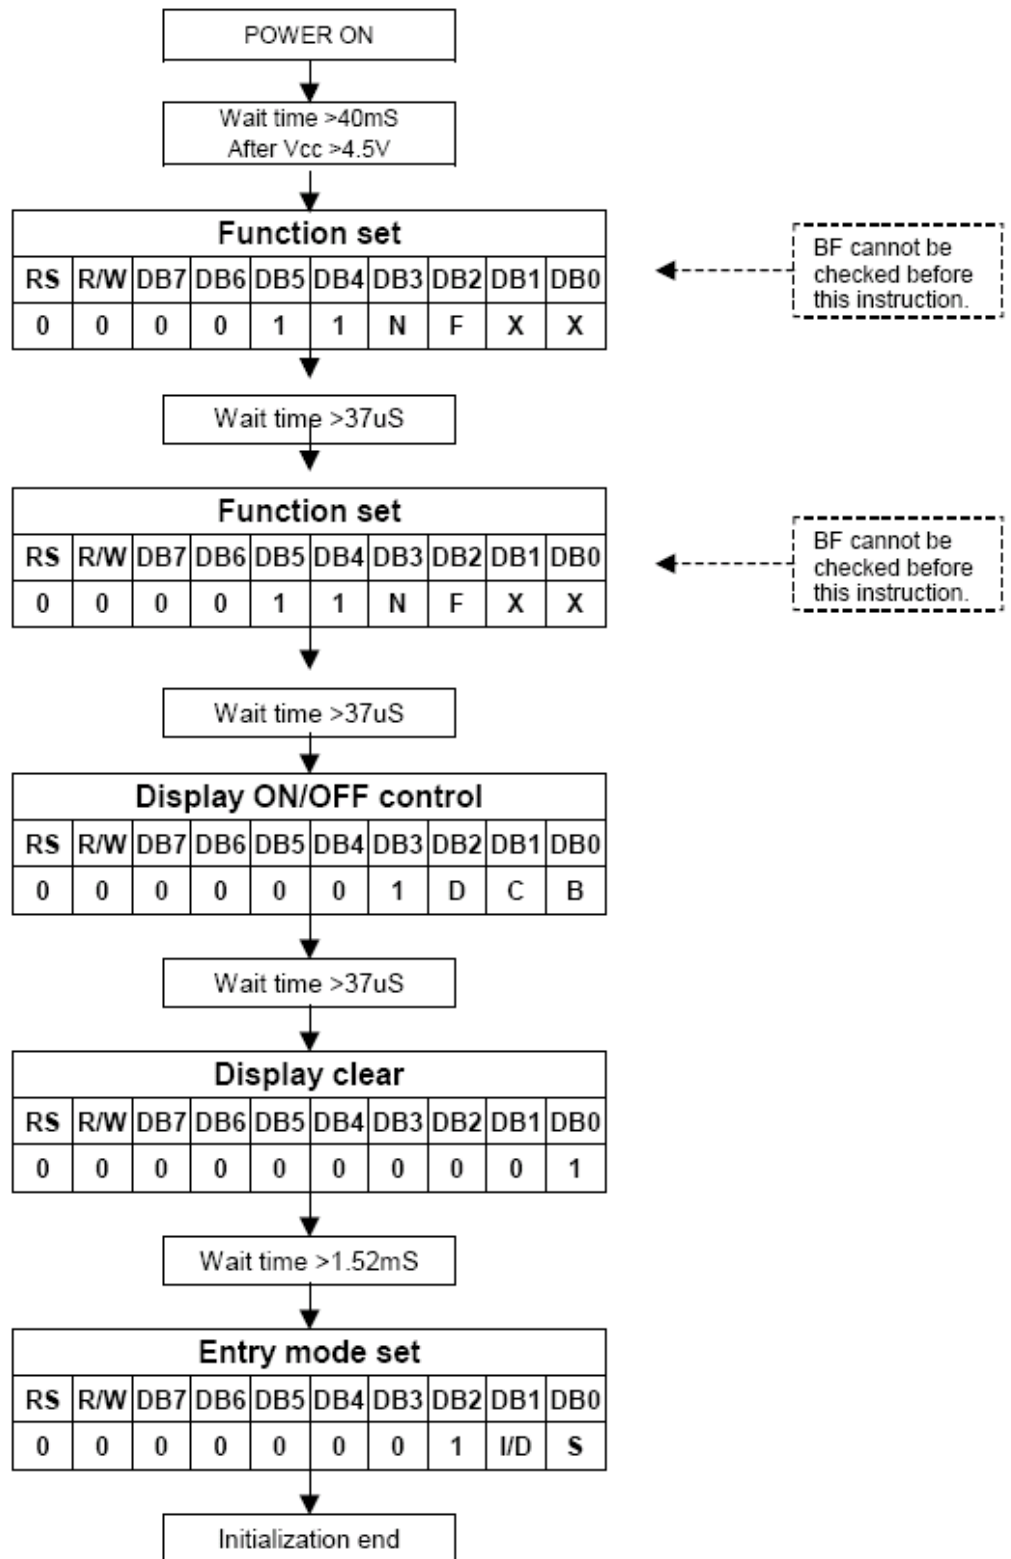 POWER ON
Wait time >40mS
After Vcc >4.5V
Function set
RS R/W DB7 DB6 DB5 DB4 DB3 DB2 DB1 DB0
0 0 0 0 1 1 N F X X
BF cannot be
checked before
this instruction.
Wait time >37uS
Function set
RS R/W DB7 DB6 DB5 DB4 DB3 DB2 DB1 DB0
0 0 0 0 1 1 N F X X
BF cannot be
checked before
this instruction.
Wait time >37uS
Display ON/OFF control
RS R/W DB7 DB6 DB5 DB4 DB3 DB2 DB1 DB0
0 0 0 0 0 0 1 D C B
Wait time >37uS
Display clear
RS R/W DB7 DB6 DB5 DB4 DB3 DB2 DB1 DB0
0 0 0 0 0 0 0 0 0 1
Wait time >1.52mS
Entry mode set
RS R/W DB7 DB6 DB5 DB4 DB3 DB2 DB1 DB0
0 0 0 0 0 0 0 1 I/D S
Initialization end